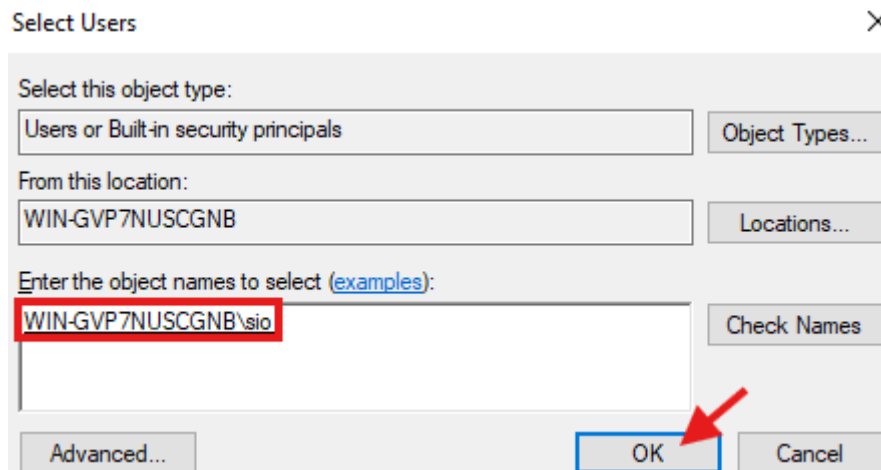 Select Users
Select this object type:
Users or Built-in security principals
Object Types...
From this location:
WIN-GVP7NUSCGNB
Locations...
Enter the object names to select (examples):
WIN-GVP7NUSCGNB\sio
Check Names
Advanced...
OK
Cancel